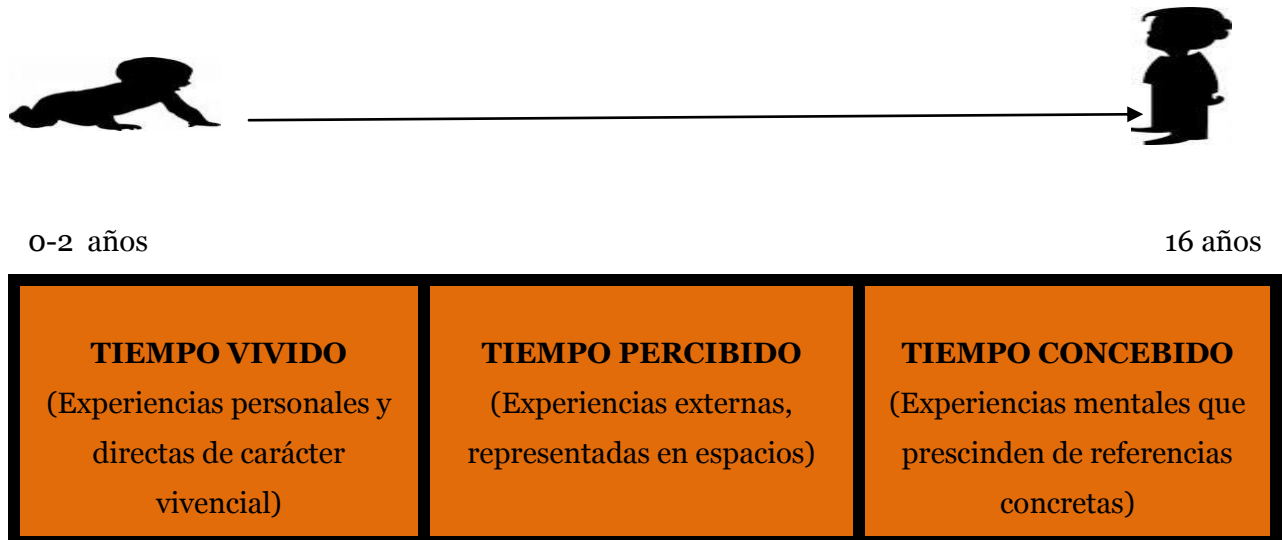 0-2 años
16 años
TIEMPO VIVIDO
(Experiencias personales y
directas de carácter
vivencial)
TIEMPO PERCIBIDO
(Experiencias externas,
representadas en espacios)
TIEMPO CONCEBIDO
(Experiencias mentales que
prescinden de referencias
concretas)